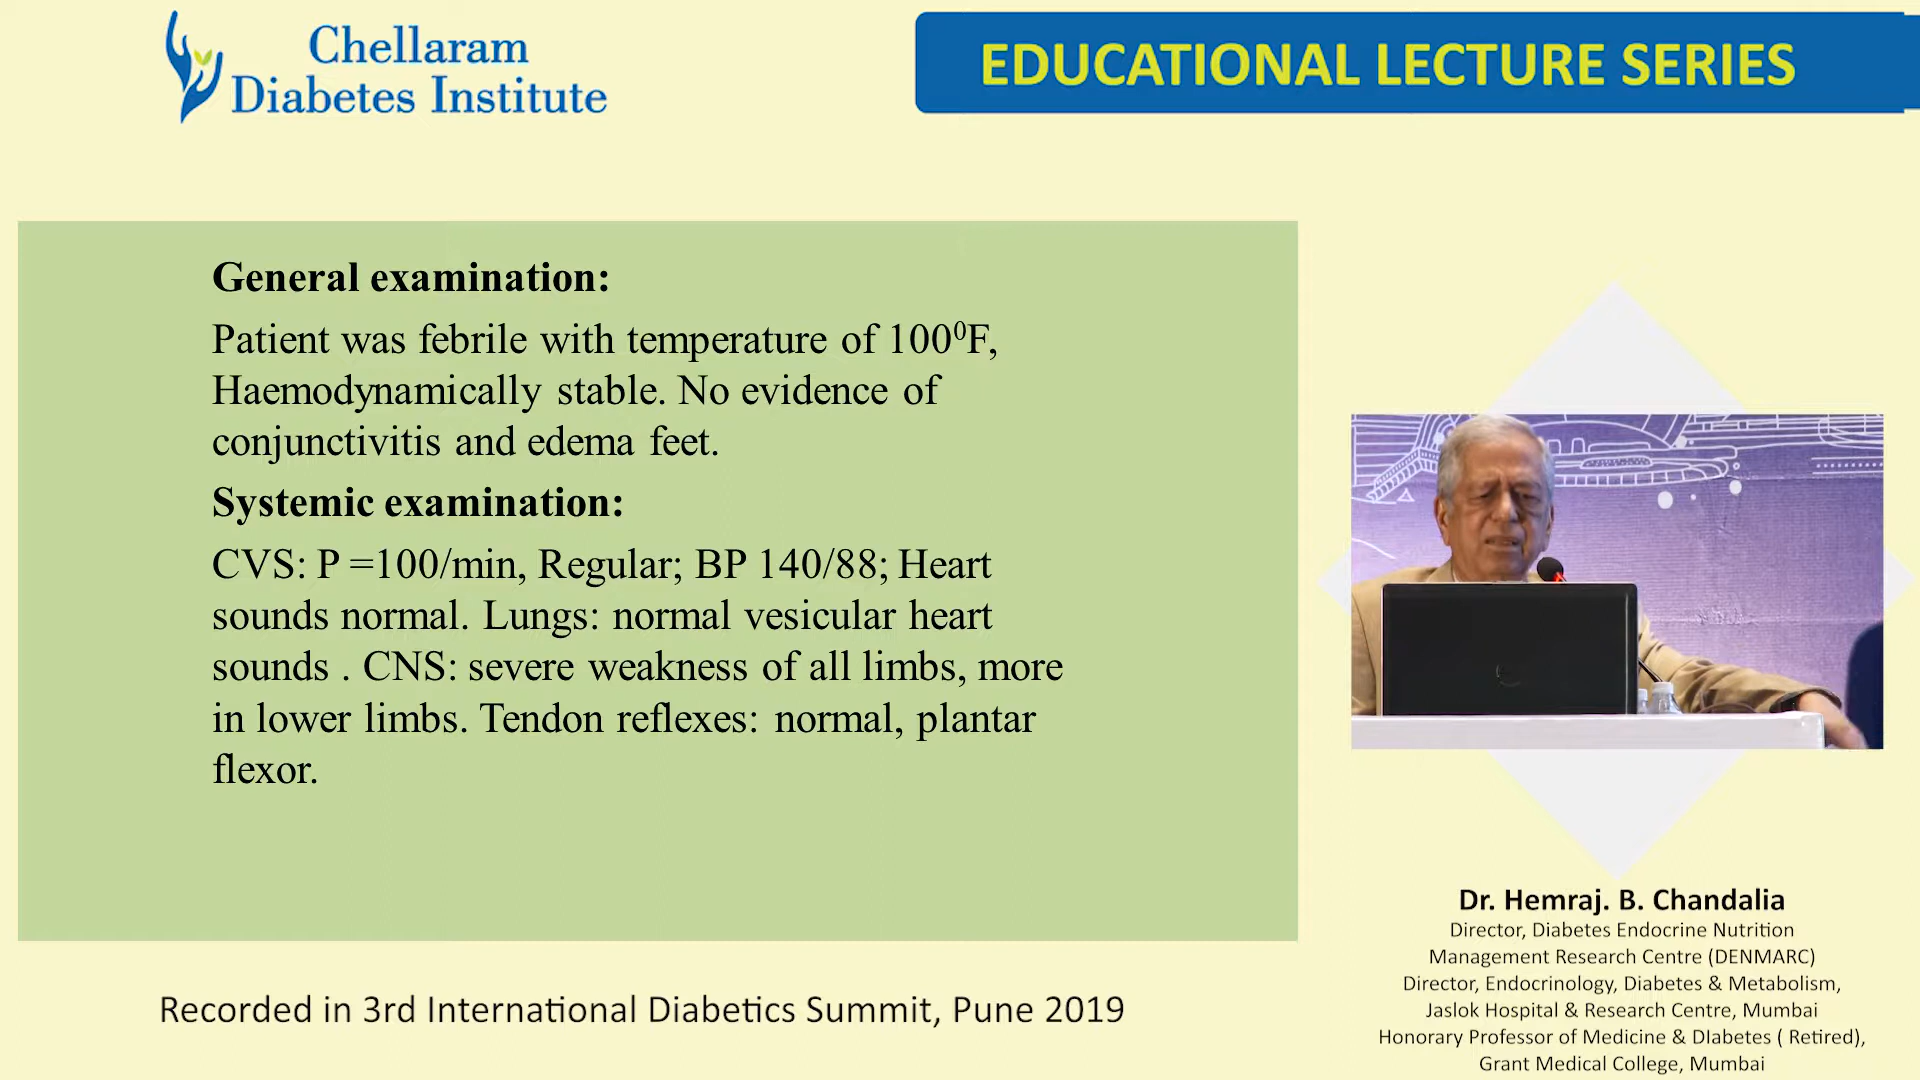 Chellaram
Diabetes Institute
EDUCATIONAL LECTURE SERIES
General examination:
Patient was febrile with temperature of 100⁰F,
Haemodynamically stable. No evidence of
conjunctivitis and edema feet.
Systemic examination:
CVS: P =100/min, Regular; BP 140/88; Heart
sounds normal. Lungs: normal vesicular heart
sounds . CNS: severe weakness of all limbs, more
in lower limbs. Tendon reflexes: normal, plantar
flexor.
Recorded in 3rd International Diabetics Summit, Pune 2019
Dr. Hemraj. B. Chandalia
Director, Diabetes Endocrine Nutrition
Management Research Centre (DENMARC)
Director, Endocrinology, Diabetes & Metabolism,
Jaslok Hospital & Research Centre, Mumbai
Honorary Professor of Medicine & DIabetes ( Retired),
Grant Medical College, Mumbai